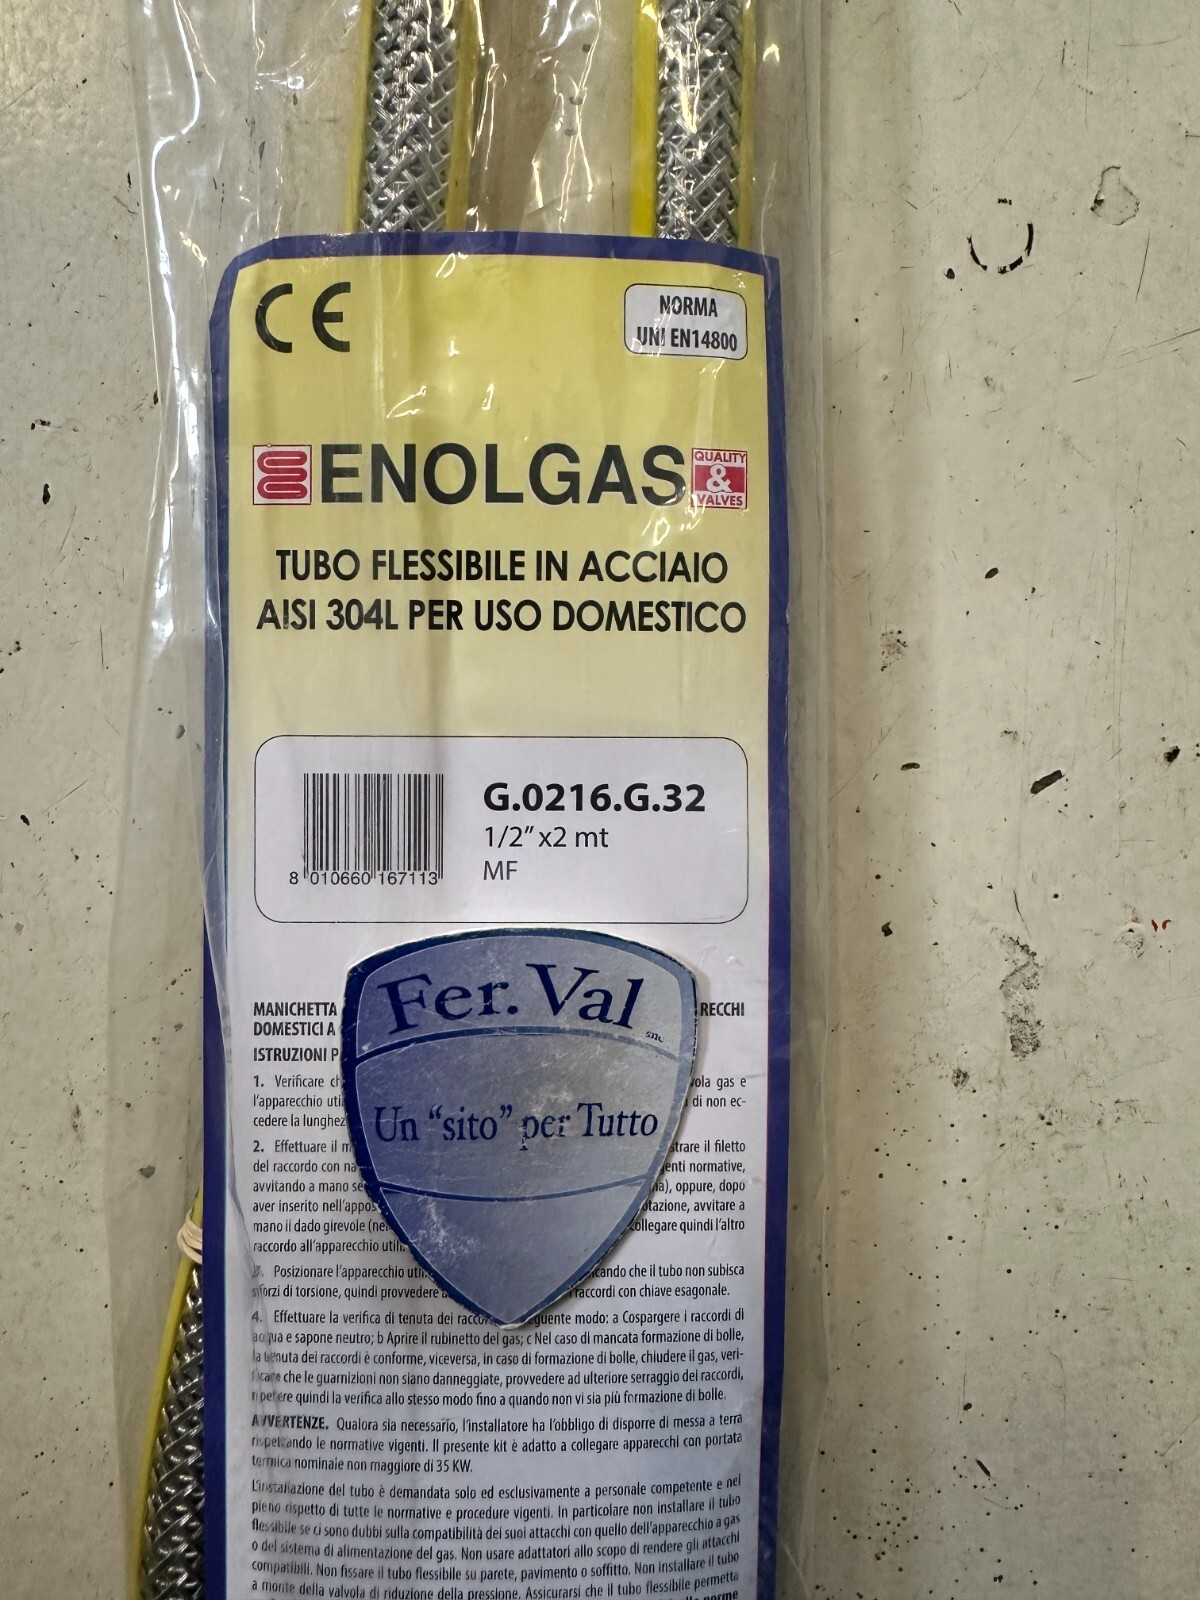 CE
NORMA
UNI EN14800
ENOLGAS
QUALITY
&
VALVES
TUBO FLESSIBILE IN ACCIAIO
AISI 304L PER USO DOMESTICO
G.0216.G.32
1/2” x2 mt
MF
8 010660 167113
Fer. Val
snc
Un “sito” per Tutto
MANICHETTA RECCHI
DOMESTICI A
ISTRUZIONI P
1. Verificare ch ola gas e
l’apparecchio uti di non ec-
cedere la lunghez
2. Effettuare il m strare il filetto
del raccordo con na enti normative,
avvitando a mano se na), oppure, dopo
aver inserito nell’appos otazione, avvitare a
mano il dado girevole (ne collegare quindi l’altro
raccordo all’apparecchio utili
3. Posizionare l’apparecchio uti icando che il tubo non subisca
sforzi di torsione, quindi provvedere a i raccordi con chiave esagonale.
4. Effettuare la verifica di tenuta dei racco guente modo: a Cospargere i raccordi di
acqua e sapone neutro; b Aprire il rubinetto del gas; c Nel caso di mancata formazione di bolle,
la tenuta dei raccordi è conforme, viceversa, in caso di formazione di bolle, chiudere il gas, veri-
ficare che le guarnizioni non siano danneggiate, provvedere ad ulteriore serraggio dei raccordi,
ripetere quindi la verifica allo stesso modo fino a quando non vi sia più formazione di bolle.
AVVERTENZE. Qualora sia necessario, l’installatore ha l’obbligo di disporre di messa a terra
rispettando le normative vigenti. Il presente kit è adatto a collegare apparecchi con portata
termica nominale non maggiore di 35 KW.
L’installazione del tubo è demandata solo ed esclusivamente a personale competente e nel
pieno rispetto di tutte le normative e procedure vigenti. In particolare non installare il tubo
flessibile se ci sono dubbi sulla compatibilità dei suoi attacchi con quello dell’apparecchio a gas
o del sistema di alimentazione del gas. Non usare adattatori allo scopo di rendere gli attacchi
compatibili. Non fissare il tubo flessibile su parete, pavimento o soffitto. Non installare il tubo
a monte della valvola di riduzione della pressione. Assicurarsi che il tubo flessibile permetta
norme